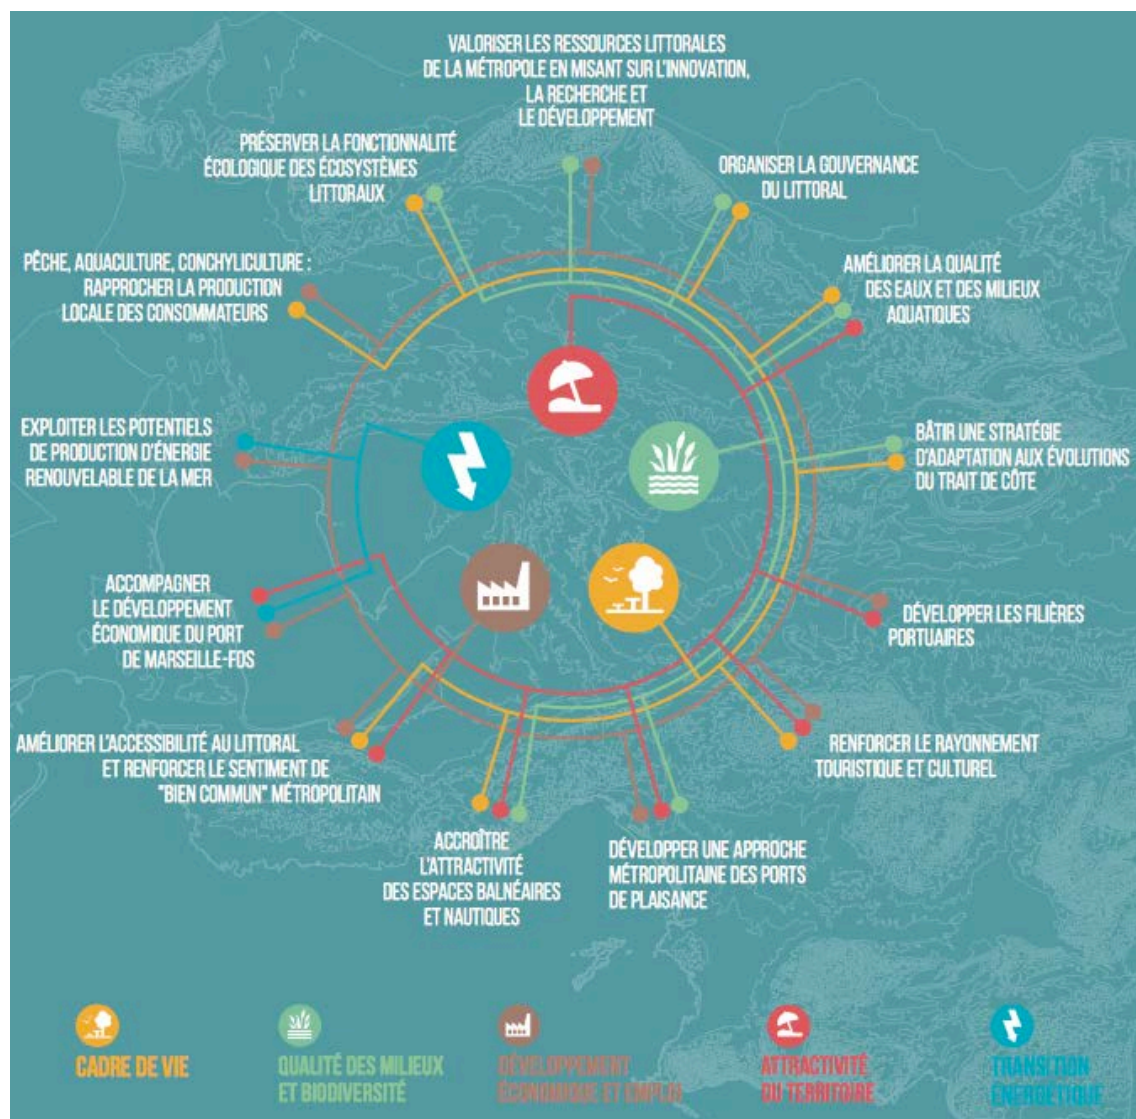 VALORISER LES RESSOURCES LITTORALES
DE LA MÉTROPOLE EN MISANT SUR L'INNOVATION,
LA RECHERCHE ET
LE DÉVELOPPEMENT
PRÉSERVER LA FONCTIONNALITÉ
ÉCOLOGIQUE DES ÉCOSYSTÈMES
LITTORAUX
ORGANISER LA GOUVERNANCE
DU LITTORAL
PÊCHE, AQUACULTURE, CONCHYLICULTURE :
RAPPROCHER LA PRODUCTION
LOCALE DES CONSOMMATEURS
AMÉLIORER LA QUALITÉ
DES EAUX ET DES MILIEUX
AQUATIQUES
EXPLOITER LES POTENTIELS
DE PRODUCTION D'ÉNERGIE
RENOUVELABLE DE LA MER
BÂTIR UNE STRATÉGIE
D'ADAPTATION AUX ÉVOLUTIONS
DU TRAIT DE CÔTE
ACCOMPAGNER
LE DÉVELOPPEMENT
ÉCONOMIQUE DU PORT
DE MARSEILLE-FOS
DÉVELOPPER LES FILIÈRES
PORTUAIRES
AMÉLIORER L'ACCESSIBILITÉ AU LITTORAL
ET RENFORCER LE SENTIMENT DE
"BIEN COMMUN" MÉTROPOLITAIN
RENFORCER LE RAYONNEMENT
TOURISTIQUE ET CULTUREL
ACCROÎTRE
L'ATTRACTIVITÉ
DES ESPACES BALNÉAIRES
ET NAUTIQUES
DÉVELOPPER UNE APPROCHE
MÉTROPOLITAINE DES PORTS
DE PLAISANCE
CADRE DE VIE
QUALITÉ DES MILIEUX
ET BIODIVERSITÉ
DÉVELOPPEMENT
ÉCONOMIQUE ET EMPLOI
ATTRACTIVITÉ
DU TERRITOIRE
TRANSITION
ÉNERGÉTIQUE